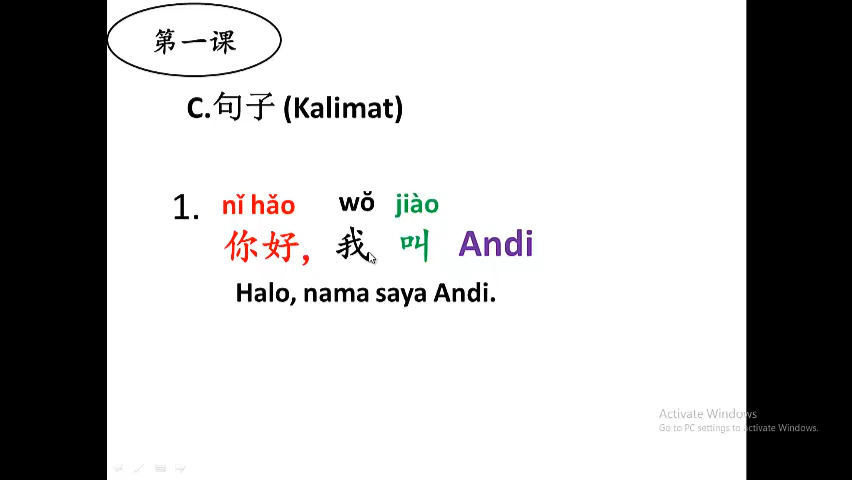 第一课
C.句子 (Kalimat)
1. nǐ hǎo wǒ jiào
你好, 我 叫 Andi
Halo, nama saya Andi.
Activate Windows
Go to PC settings to activate Windows.